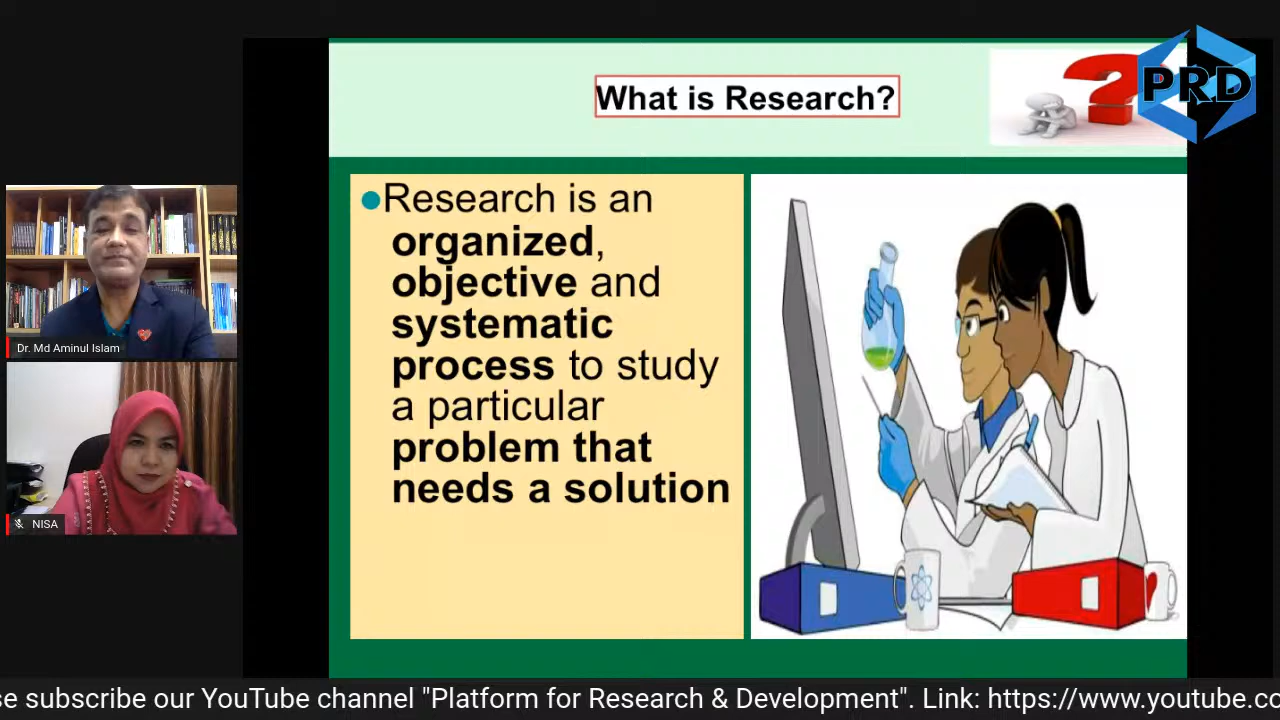 What is Research?
PRD
Research is an
organized,
objective and
systematic
process to study
a particular
problem that
needs a solution
Dr. Md Aminul Islam
NISA
se subscribe our YouTube channel "Platform for Research & Development". Link: https://www.youtube.co